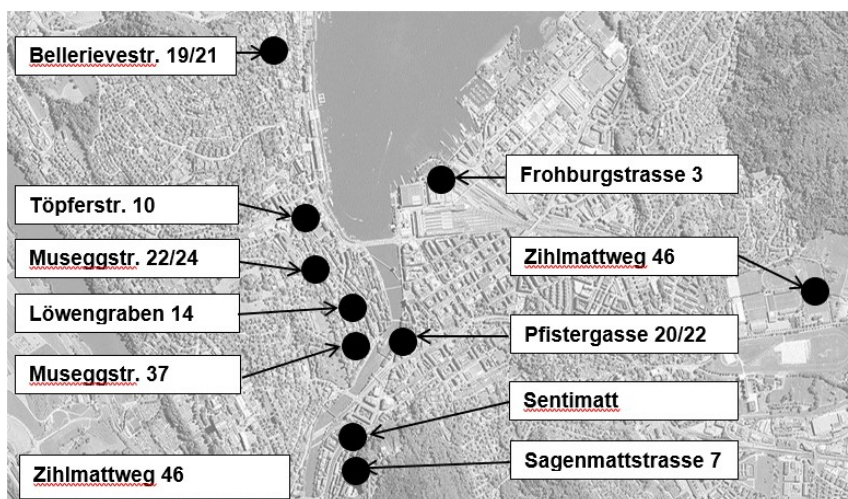 Bellerievestr. 19/21
Töpferstr. 10
Museggstr. 22/24
Löwengraben 14
Museggstr. 37
Zihlmattweg 46
Frohburgstrasse 3
Zihlmattweg 46
Pfistergasse 20/22
Sentimatt
Sagenmattstrasse 7